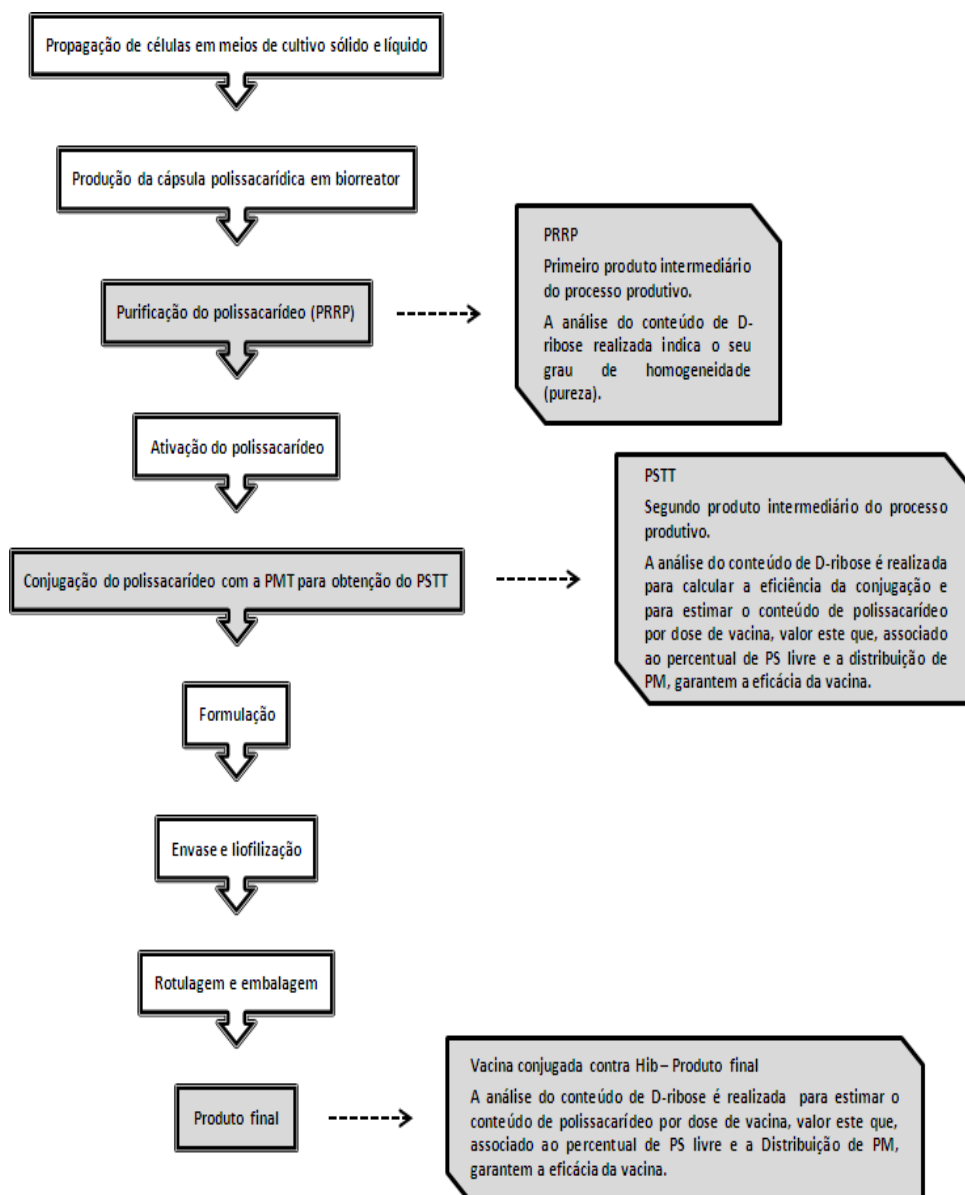 Propagação de células em meios de cultivo sólido e líquido
Produção da cápsula polissacarídica em biorreator
Purificação do polissacarídeo (PRRP)
PRRP
Primeiro produto intermediário
do processo produtivo.
A análise do conteúdo de D-
ribose realizada indica o seu
grau de homogeneidade
(pureza).
Ativação do polissacarídeo
Conjugação do polissacarídeo com a PMT para obtenção do PSTT
PSTT
Segundo produto intermediário do processo
produtivo.
A análise do conteúdo de D-ribose é realizada
para calcular a eficiência da conjugação e
para estimar o conteúdo de polissacarídeo
por dose de vacina, valor este que, associado
ao percentual de PS livre e a distribuição de
PM, garantem a eficácia da vacina.
Formulação
Envase e liofilização
Rotulagem e embalagem
Produto final
Vacina conjugada contra Hib – Produto final
A análise do conteúdo de D-ribose é realizada para estimar o
conteúdo de polissacarídeo por dose de vacina, valor este que,
associado ao percentual de PS livre e a Distribuição de PM,
garantem a eficácia da vacina.